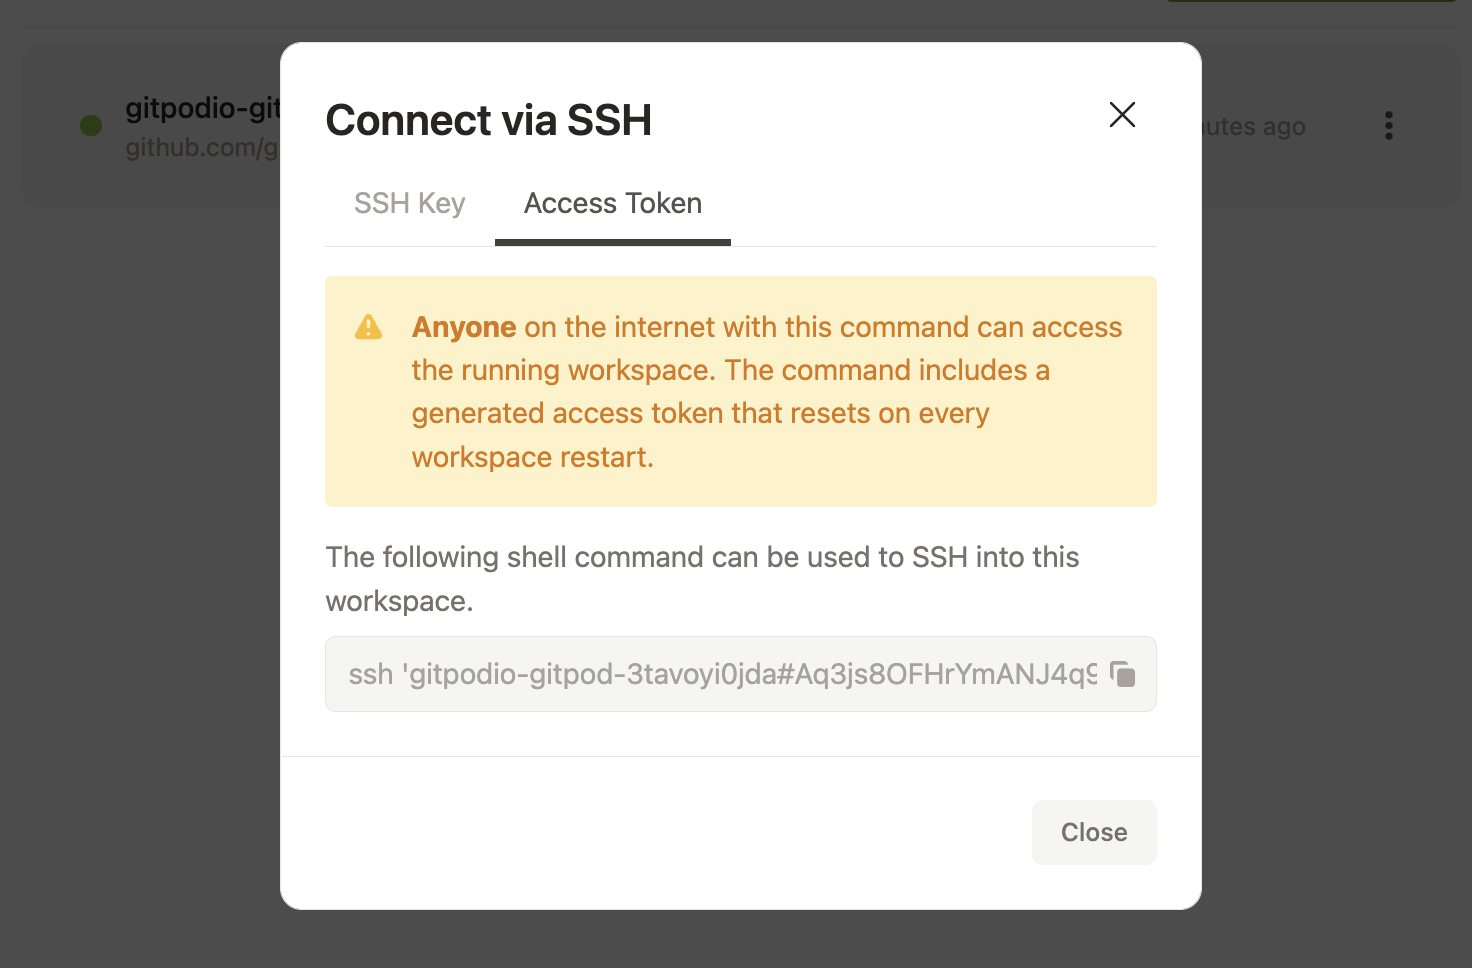 gitpodio-git
github.com/g
utes ago
Connect via SSH
SSH Key
Access Token
Anyone on the internet with this command can access
the running workspace. The command includes a
generated access token that resets on every
workspace restart.
The following shell command can be used to SSH into this
workspace.
ssh 'gitpodio-gitpod-3tavoyi0jda#Aq3js8OFHrYmANJ4q9
Close